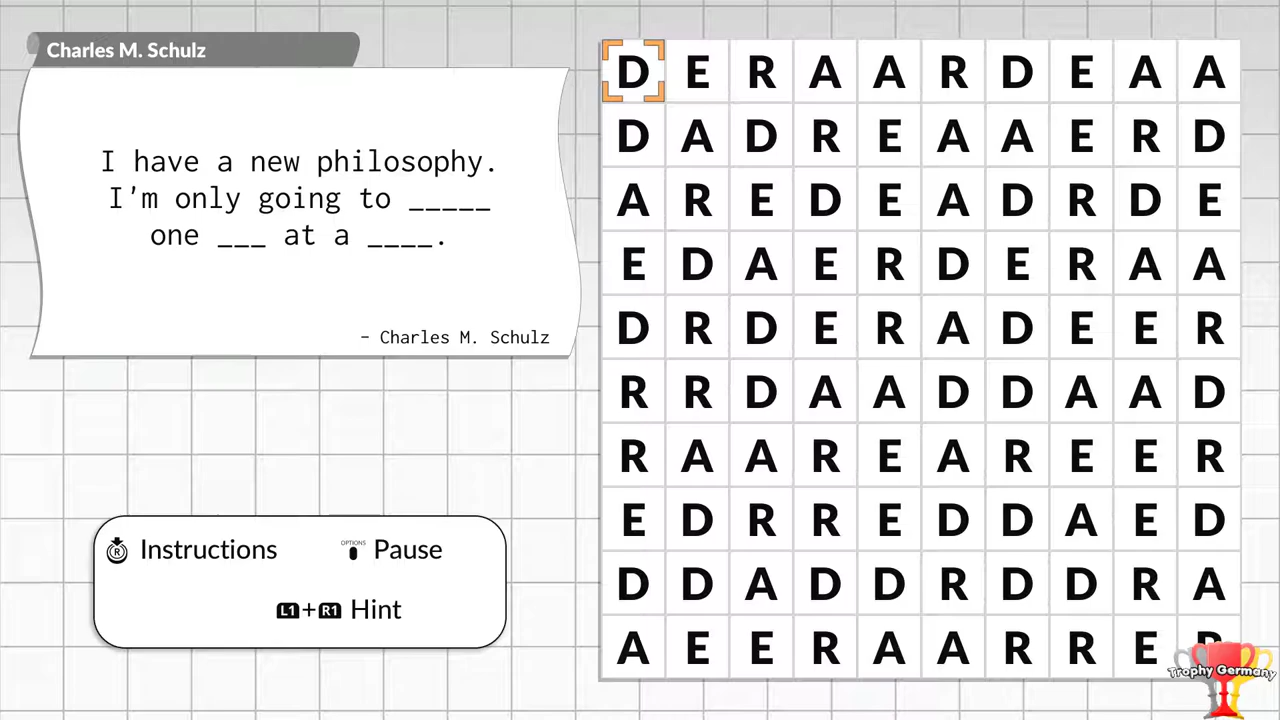 Charles M. Schulz
I have a new philosophy.
I'm only going to _____
one ___ at a ____.
– Charles M. Schulz
Instructions
OPTIONS
Pause
L1+R1 Hint
D E R A A R D E A A
D A D R E A A E R D
A R E D E A D R D E
E D A E R D E R A A
D R D E R A D E E R
R R D A A D D A A D
R A A R E A R E E R
E D R R E D D A E D
D D A D D R D D R A
A E E R A A R R E
Trophy Germany